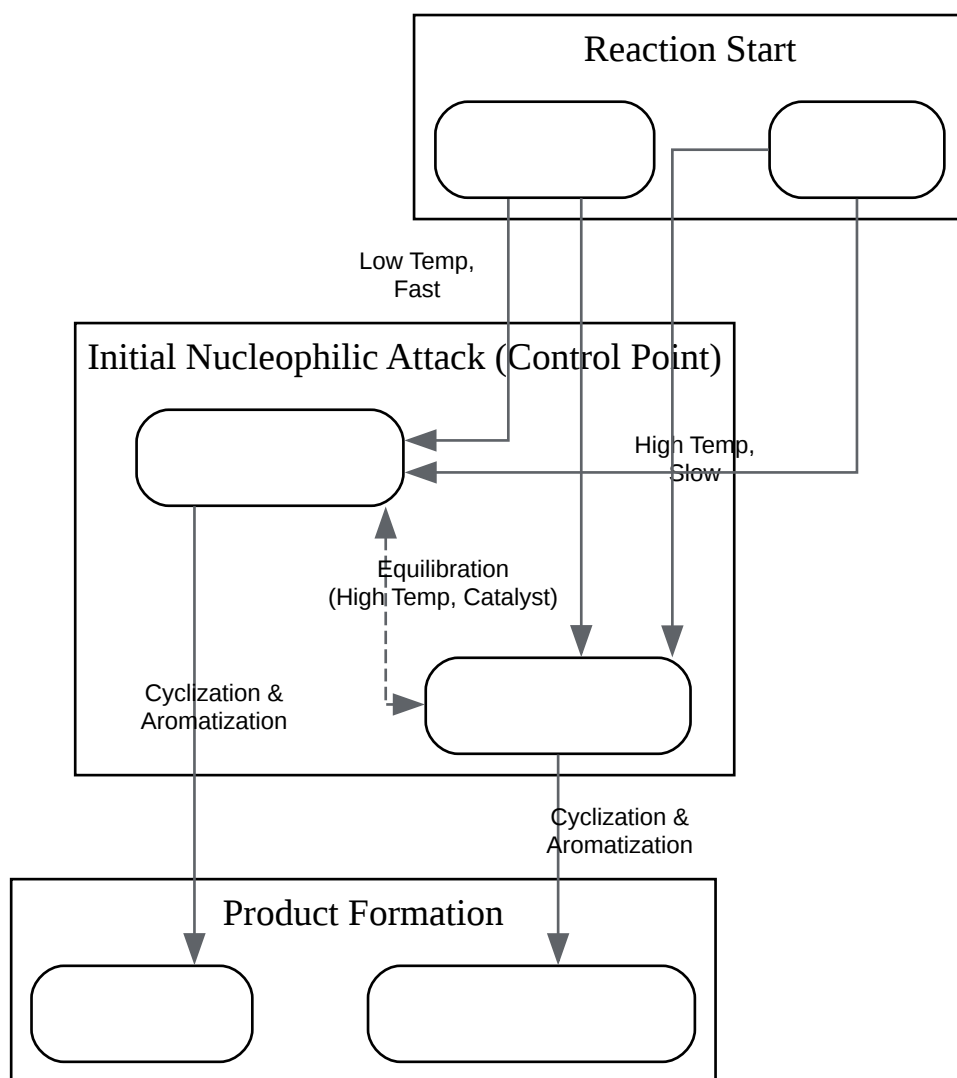 Reaction Start
Low Temp,
Fast
Initial Nucleophilic Attack (Control Point)
High Temp,
Slow
Equilibration
(High Temp, Catalyst)
Cyclization &
Aromatization
Cyclization &
Aromatization
Product Formation